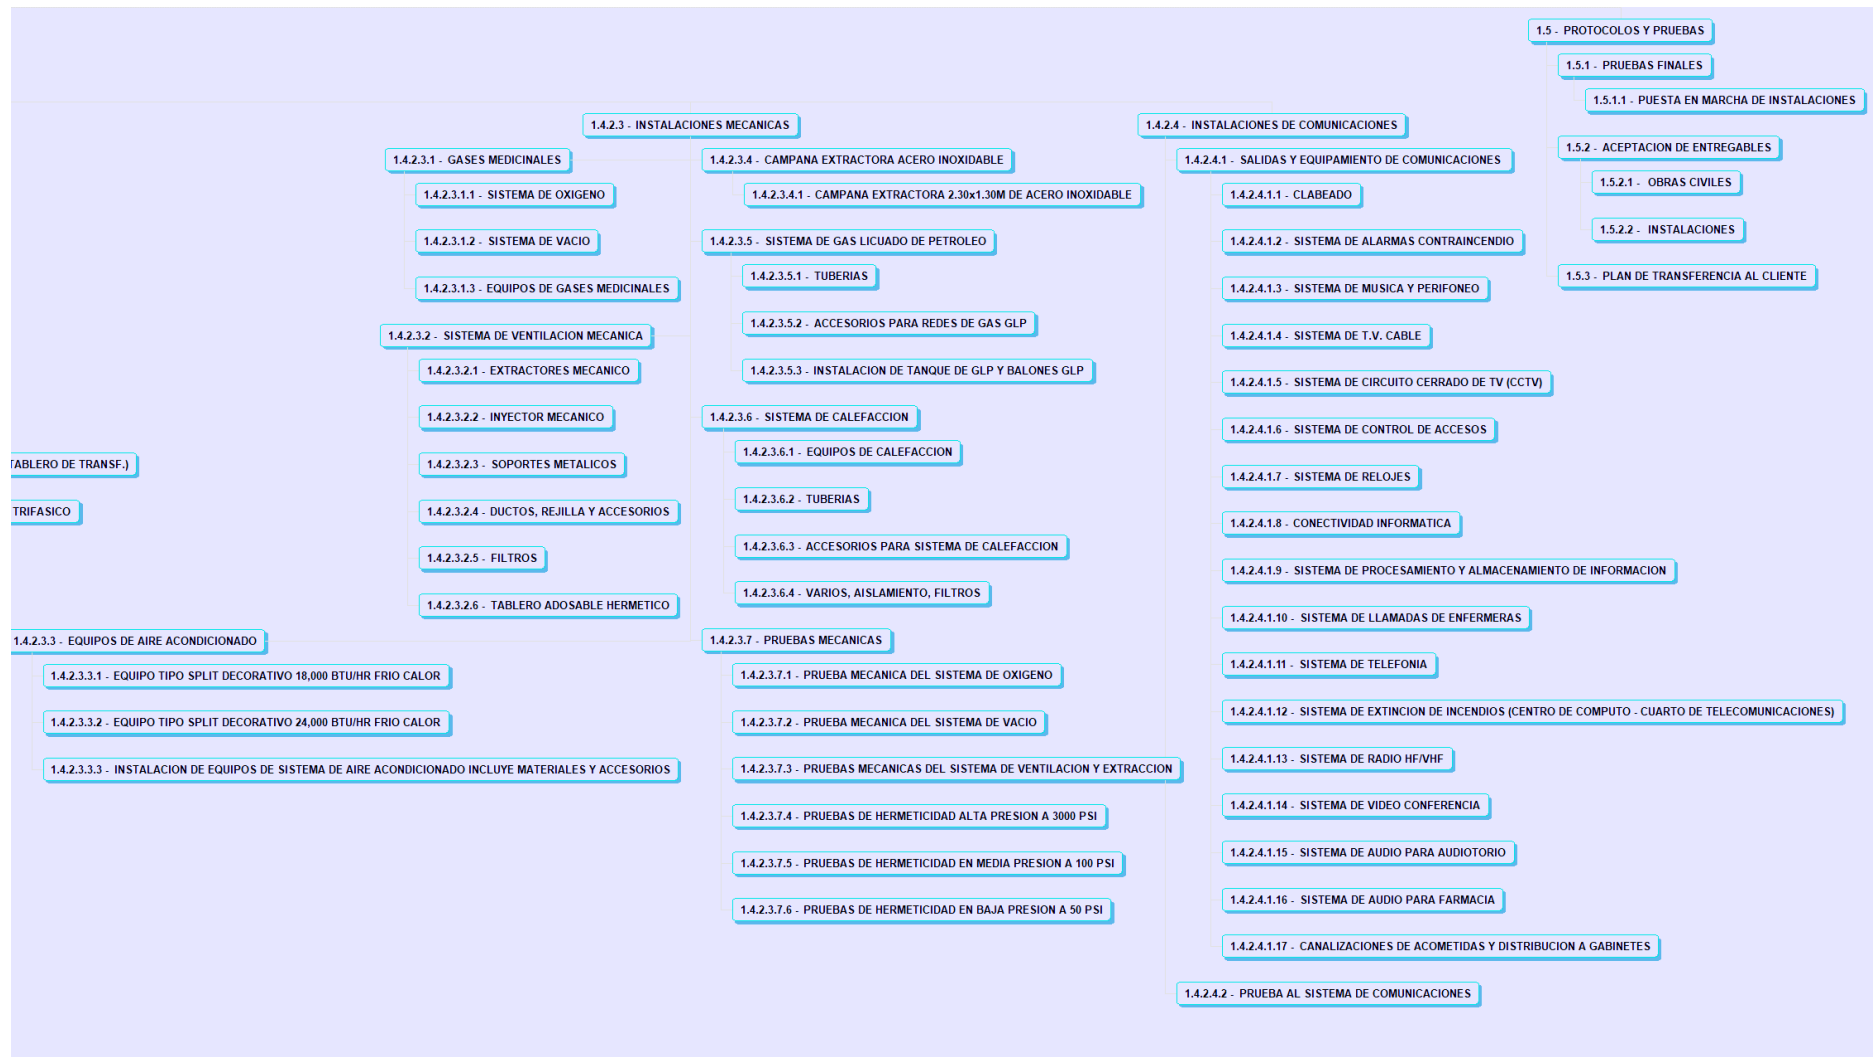 1.5 - PROTOCOLOS Y PRUEBAS
1.5.1 - PRUEBAS FINALES
1.5.1.1 - PUESTA EN MARCHA DE INSTALACIONES
1.5.2 - ACEPTACION DE ENTREGABLES
1.5.2.1 - OBRAS CIVILES
1.5.2.2 - INSTALACIONES
1.5.3 - PLAN DE TRANSFERENCIA AL CLIENTE
1.4.2.3 - INSTALACIONES MECANICAS
1.4.2.3.1 - GASES MEDICINALES
1.4.2.3.1.1 - SISTEMA DE OXIGENO
1.4.2.3.1.2 - SISTEMA DE VACIO
1.4.2.3.1.3 - EQUIPOS DE GASES MEDICINALES
1.4.2.3.2 - SISTEMA DE VENTILACION MECANICA
1.4.2.3.2.1 - EXTRACTORES MECANICO
1.4.2.3.2.2 - INYECTOR MECANICO
1.4.2.3.2.3 - SOPORTES METALICOS
1.4.2.3.2.4 - DUCTOS, REJILLA Y ACCESORIOS
1.4.2.3.2.5 - FILTROS
1.4.2.3.2.6 - TABLERO ADOSABLE HERMETICO
TABLERO DE TRANSF.)
TRIFASICO
1.4.2.3.3 - EQUIPOS DE AIRE ACONDICIONADO
1.4.2.3.3.1 - EQUIPO TIPO SPLIT DECORATIVO 18,000 BTU/HR FRIO CALOR
1.4.2.3.3.2 - EQUIPO TIPO SPLIT DECORATIVO 24,000 BTU/HR FRIO CALOR
1.4.2.3.3.3 - INSTALACION DE EQUIPOS DE SISTEMA DE AIRE ACONDICIONADO INCLUYE MATERIALES Y ACCESORIOS
1.4.2.3.4 - CAMPANA EXTRACTORA ACERO INOXIDABLE
1.4.2.3.4.1 - CAMPANA EXTRACTORA 2.30x1.30M DE ACERO INOXIDABLE
1.4.2.3.5 - SISTEMA DE GAS LICUADO DE PETROLEO
1.4.2.3.5.1 - TUBERIAS
1.4.2.3.5.2 - ACCESORIOS PARA REDES DE GAS GLP
1.4.2.3.5.3 - INSTALACION DE TANQUE DE GLP Y BALONES GLP
1.4.2.3.6 - SISTEMA DE CALEFACCION
1.4.2.3.6.1 - EQUIPOS DE CALEFACCION
1.4.2.3.6.2 - TUBERIAS
1.4.2.3.6.3 - ACCESORIOS PARA SISTEMA DE CALEFACCION
1.4.2.3.6.4 - VARIOS, AISLAMIENTO, FILTROS
1.4.2.3.7 - PRUEBAS MECANICAS
1.4.2.3.7.1 - PRUEBA MECANICA DEL SISTEMA DE OXIGENO
1.4.2.3.7.2 - PRUEBA MECANICA DEL SISTEMA DE VACIO
1.4.2.3.7.3 - PRUEBAS MECANICAS DEL SISTEMA DE VENTILACION Y EXTRACCION
1.4.2.3.7.4 - PRUEBAS DE HERMETICIDAD ALTA PRESION A 3000 PSI
1.4.2.3.7.5 - PRUEBAS DE HERMETICIDAD EN MEDIA PRESION A 100 PSI
1.4.2.3.7.6 - PRUEBAS DE HERMETICIDAD EN BAJA PRESION A 50 PSI
1.4.2.4 - INSTALACIONES DE COMUNICACIONES
1.4.2.4.1 - SALIDAS Y EQUIPAMIENTO DE COMUNICACIONES
1.4.2.4.1.1 - CLABEADO
1.4.2.4.1.2 - SISTEMA DE ALARMAS CONTRAINCENDIO
1.4.2.4.1.3 - SISTEMA DE MUSICA Y PERIFONEO
1.4.2.4.1.4 - SISTEMA DE T.V. CABLE
1.4.2.4.1.5 - SISTEMA DE CIRCUITO CERRADO DE TV (CCTV)
1.4.2.4.1.6 - SISTEMA DE CONTROL DE ACCESOS
1.4.2.4.1.7 - SISTEMA DE RELOJES
1.4.2.4.1.8 - CONECTIVIDAD INFORMATICA
1.4.2.4.1.9 - SISTEMA DE PROCESAMIENTO Y ALMACENAMIENTO DE INFORMACION
1.4.2.4.1.10 - SISTEMA DE LLAMADAS DE ENFERMERAS
1.4.2.4.1.11 - SISTEMA DE TELEFONIA
1.4.2.4.1.12 - SISTEMA DE EXTINCION DE INCENDIOS (CENTRO DE COMPUTO - CUARTO DE TELECOMUNICACIONES)
1.4.2.4.1.13 - SISTEMA DE RADIO HF/VHF
1.4.2.4.1.14 - SISTEMA DE VIDEO CONFERENCIA
1.4.2.4.1.15 - SISTEMA DE AUDIO PARA AUDIOTORIO
1.4.2.4.1.16 - SISTEMA DE AUDIO PARA FARMACIA
1.4.2.4.1.17 - CANALIZACIONES DE ACOMETIDAS Y DISTRIBUCION A GABINETES
1.4.2.4.2 - PRUEBA AL SISTEMA DE COMUNICACIONES